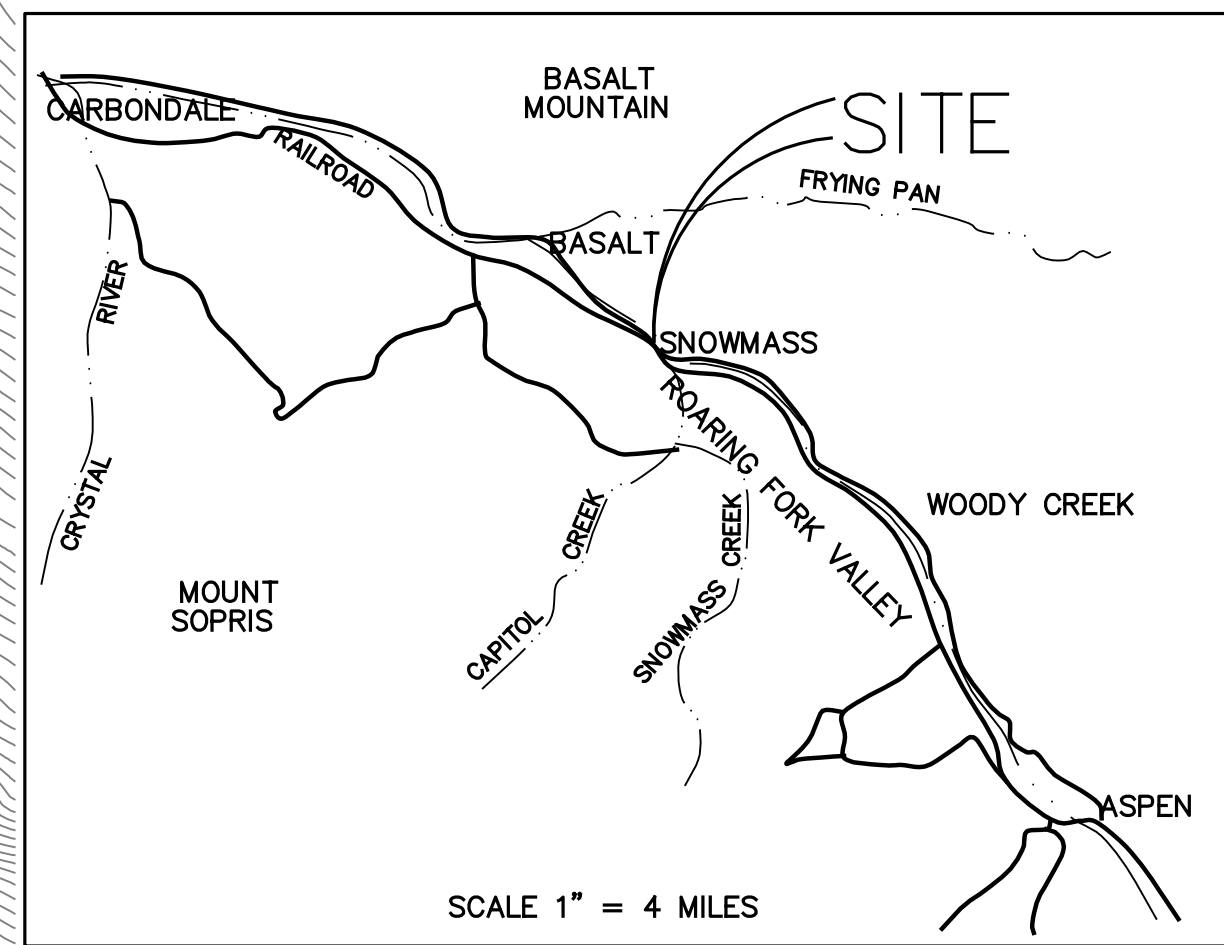 BASALT
MOUNTAIN
SITE
CARBONDALE
RAILROAD
FRYING PAN
BASALT
RIVER
SNOWMASS
ROARING FORK VALLEY
CRYSTAL
CREEK
CREEK
WOODY CREEK
MOUNT
SOPRIS
CAPITOL
SNOWMASS
ASPEN
SCALE 1" = 4 MILES